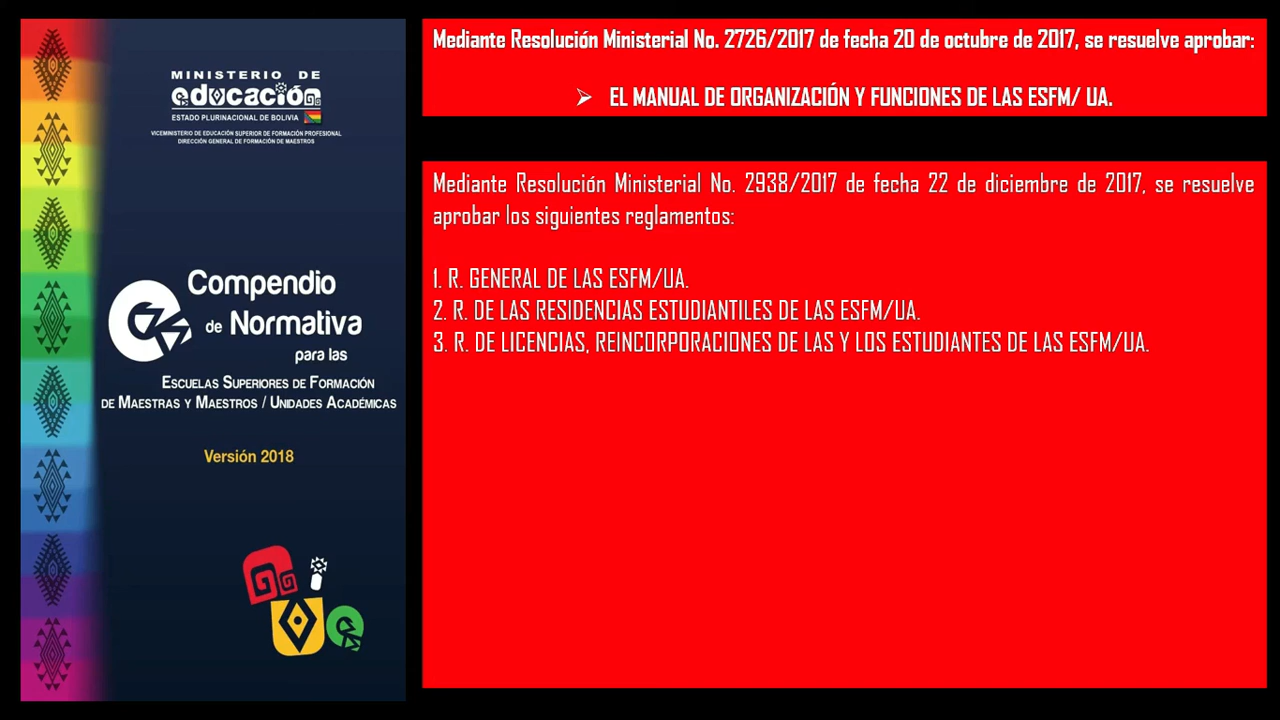 MINISTERIO DE
educación
ESTADO PLURINACIONAL DE BOLIVIA
VICEMINISTERIO DE EDUCACIÓN SUPERIOR DE FORMACIÓN PROFESIONAL
DIRECCIÓN GENERAL DE FORMACIÓN DE MAESTROS
Compendio
de Normativa
para las
ESCUELAS SUPERIORES DE FORMACIÓN
DE MAESTRAS Y MAESTROS / UNIDADES ACADÉMICAS
Versión 2018
Mediante Resolución Ministerial No. 2726/2017 de fecha 20 de octubre de 2017, se resuelve aprobar:
➢ EL MANUAL DE ORGANIZACIÓN Y FUNCIONES DE LAS ESFM/ UA.
Mediante Resolución Ministerial No. 2938/2017 de fecha 22 de diciembre de 2017, se resuelve
aprobar los siguientes reglamentos:
1. R. GENERAL DE LAS ESFM/UA.
2. R. DE LAS RESIDENCIAS ESTUDIANTILES DE LAS ESFM/UA.
3. R. DE LICENCIAS, REINCORPORACIONES DE LAS Y LOS ESTUDIANTES DE LAS ESFM/UA.